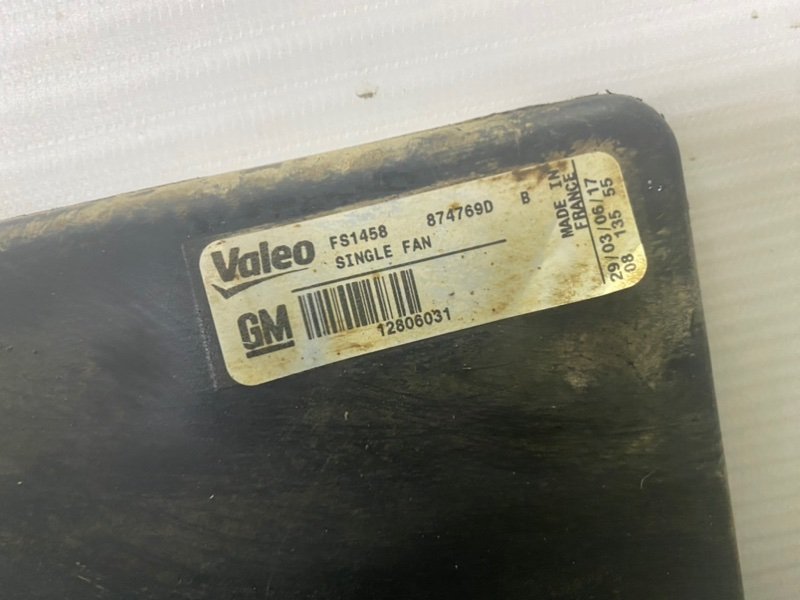 Valeo FS1458 874769D B
SINGLE FAN
GM
12806031
MADE IN
FRANCE
29/03/06/17
08 135 55